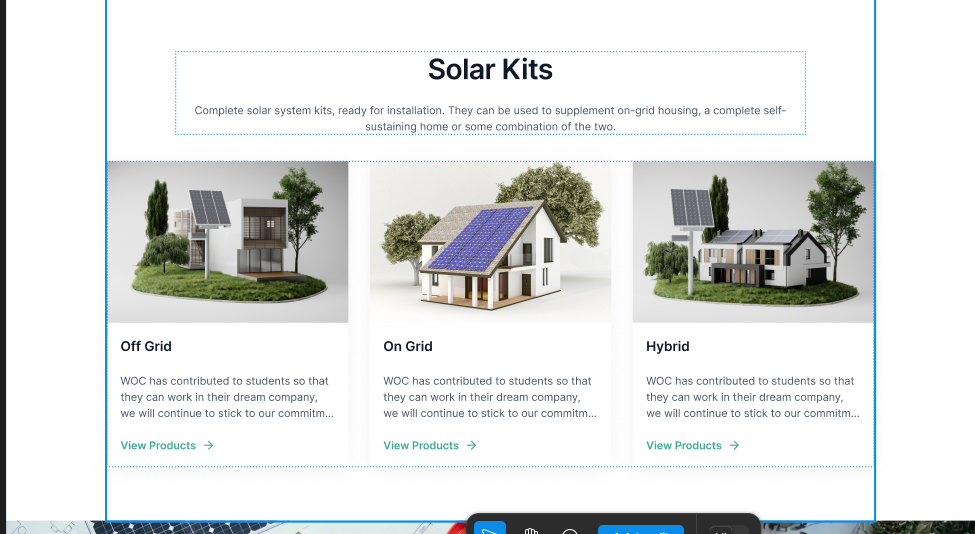 Solar Kits
Complete solar system kits, ready for installation. They can be used to supplement on-grid housing, a complete self-
sustaining home or some combination of the two.
Off Grid
WOC has contributed to students so that
they can work in their dream company,
we will continue to stick to our commitm...
View Products
On Grid
WOC has contributed to students so that
they can work in their dream company,
we will continue to stick to our commitm...
View Products
Hybrid
WOC has contributed to students so that
they can work in their dream company,
we will continue to stick to our commitm...
View Products